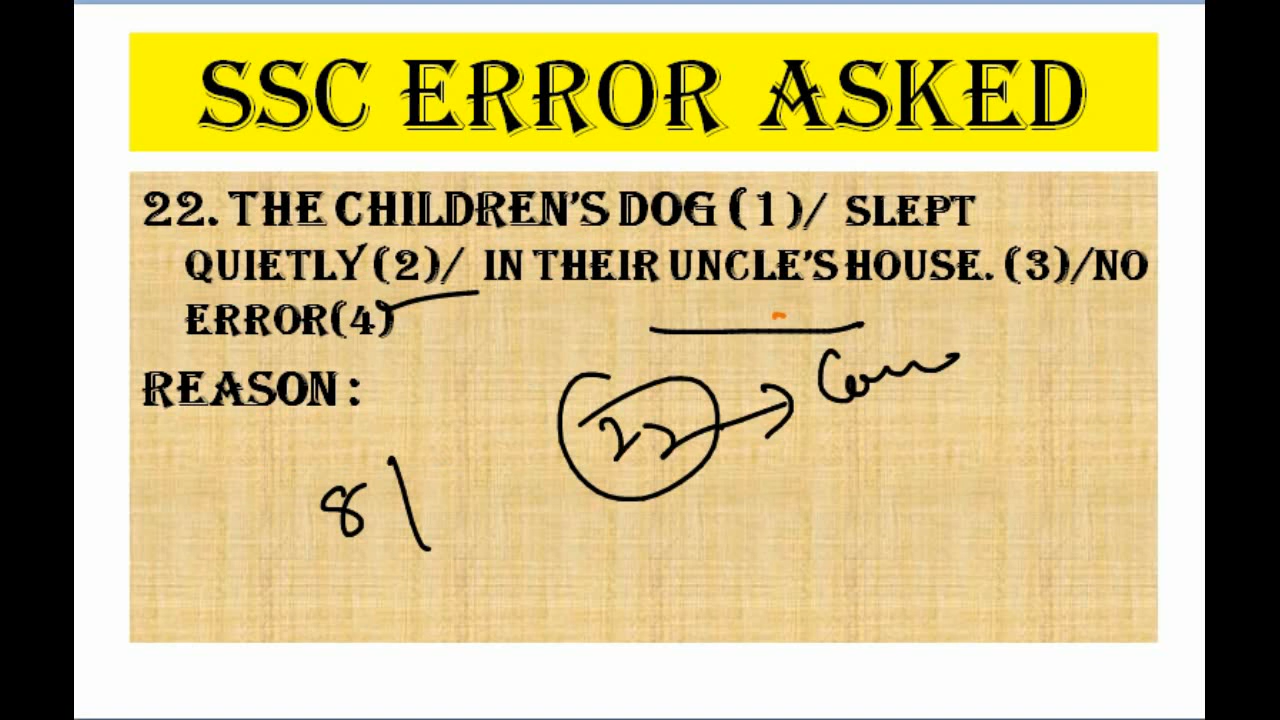 SSC ERROR ASKED
22. THE CHILDREN'S DOG (1)/ SLEPT
QUIETLY (2)/ IN THEIR UNCLE'S HOUSE. (3)/NO
ERROR(4)
REASON :
22
8